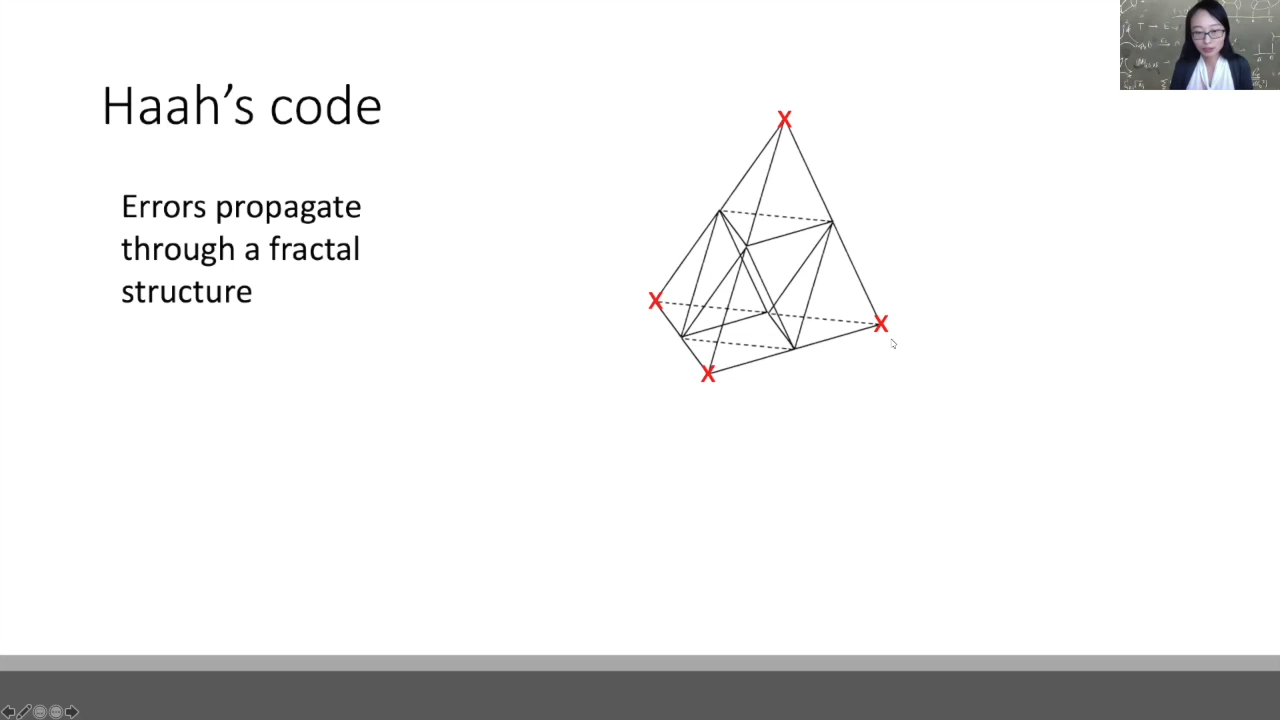 Haah's code
Errors propagate
through a fractal
structure
X
X
X
X